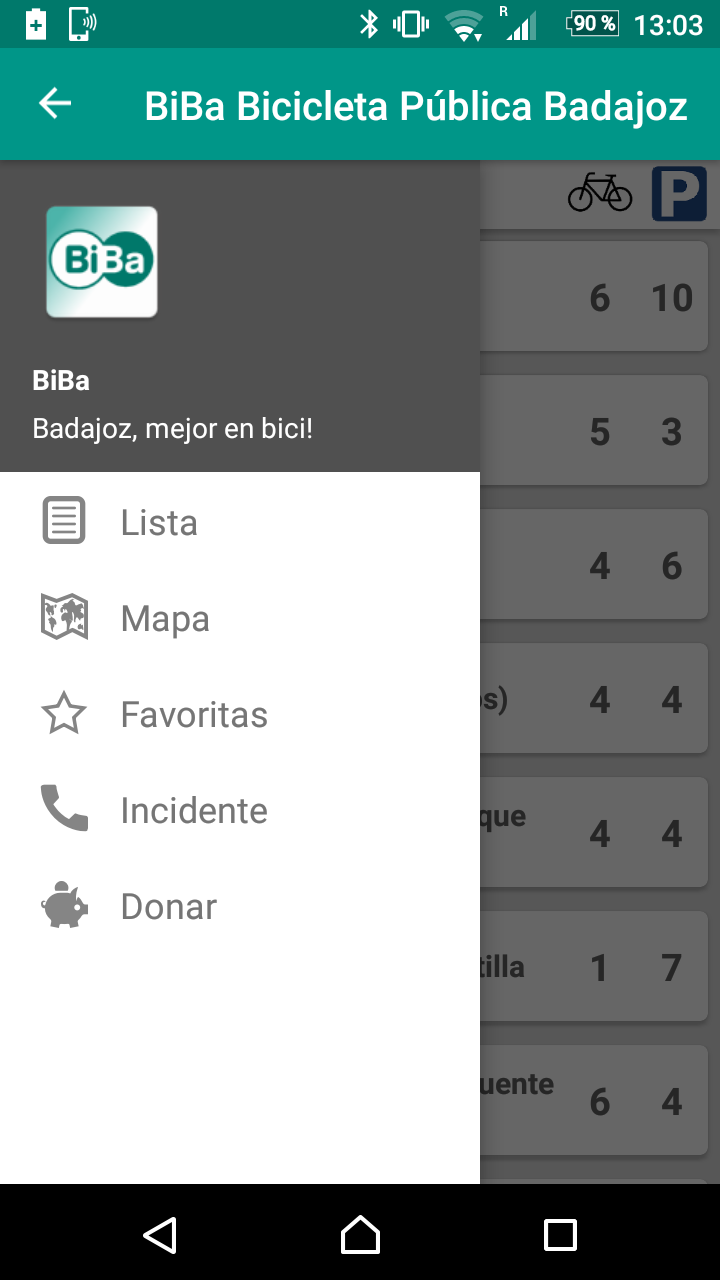 R 90 % 13:03
BiBa Bicicleta Pública Badajoz
P
BiBa
6 10
BiBa
Badajoz, mejor en bici!
5 3
Lista
4 6
Mapa
Favoritas
os) 4 4
Incidente
que 4 4
Donar
tilla 1 7
uente 6 4